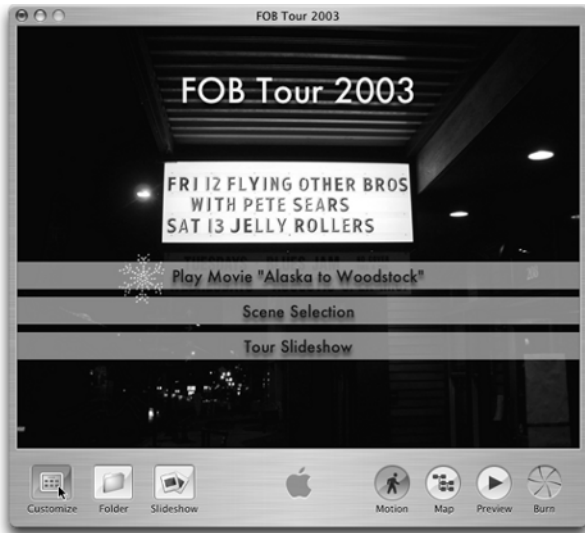 FOB Tour 2003
FOB Tour 2003
FRI 12 FLYING OTHER BROS
WITH PETE SEARS
SAT 13 JELLY ROLLERS
Play Movie "Alaska to Woodstock"
Scene Selection
Tour Slideshow
Customize Folder Slideshow Motion Map Preview Burn